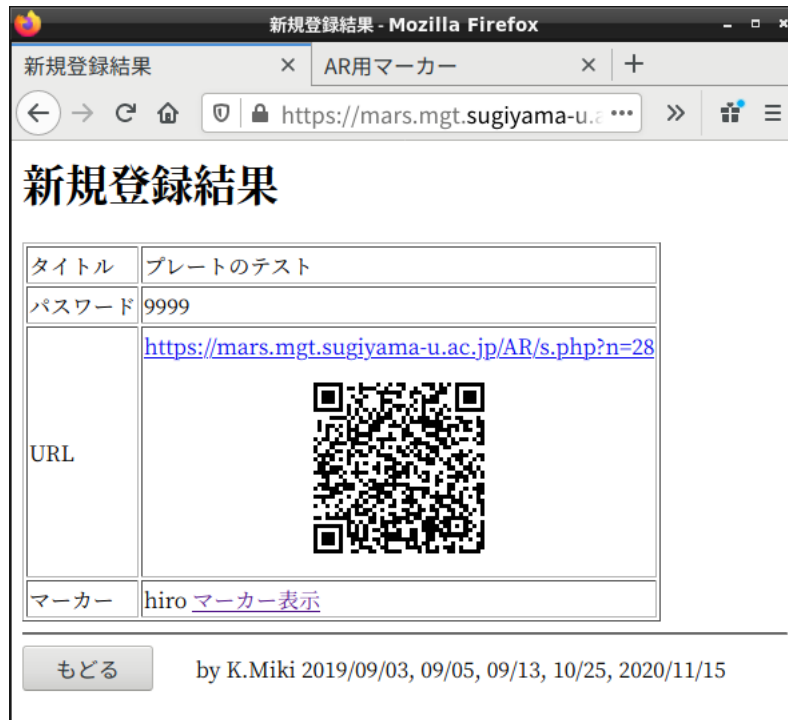 新規登録結果 - Mozilla Firefox
新規登録結果 × AR用マーカー × +
https://mars.mgt.sugiyama-u.a
新規登録結果
タイトル プレートのテスト
パスワード 9999
URL https://mars.mgt.sugiyama-u.ac.jp/AR/s.php?n=28
マーカー hiro マーカー表示
もどる by K.Miki 2019/09/03, 09/05, 09/13, 10/25, 2020/11/15